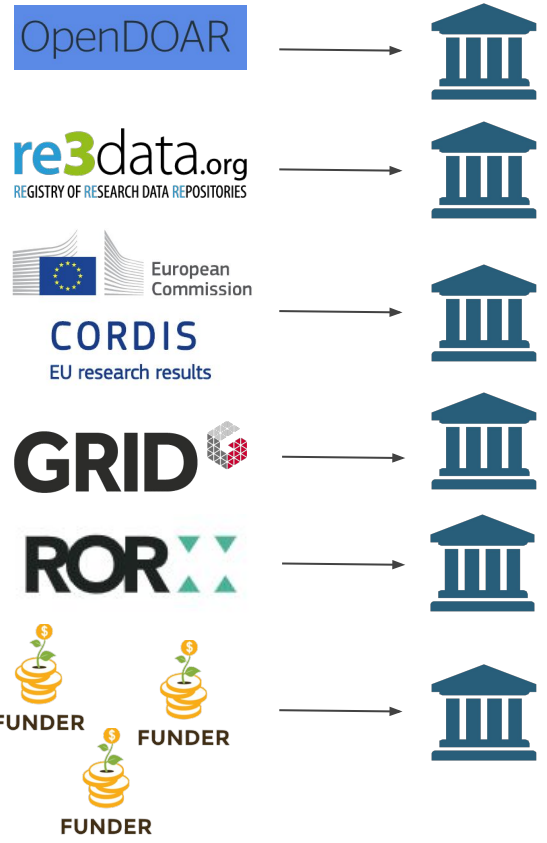 OpenDOAR
re3data.org
REGISTRY OF RESEARCH DATA REPOSITORIES
European
Commission
CORDIS
EU research results
GRID
ROR
$
$
FUNDER
FUNDER
$
FUNDER